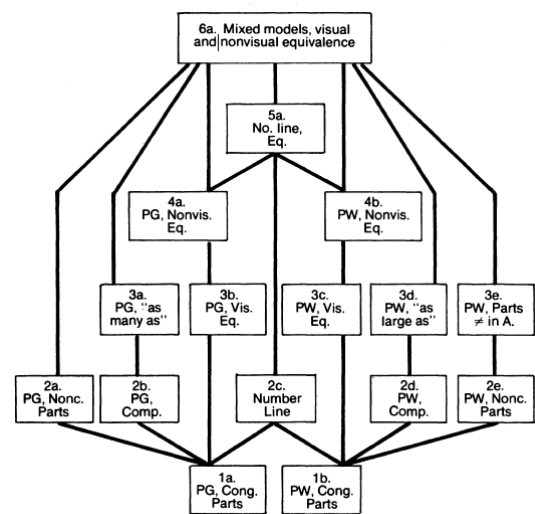 6a. Mixed models, visual
and nonvisual equivalence
5a.
No. line,
Eq.
4a.
PG, Nonvis.
Eq.
4b.
PW, Nonvis.
Eq.
3a.
PG, "as
many as"
3b.
PG, Vis.
Eq.
3c.
PW, Vis.
Eq.
3d.
PW, "as
large as"
3e.
PW, Parts
≠ in A.
2a.
PG, Nonc.
Parts
2b.
PG,
Comp.
2c.
Number
Line
2d.
PW,
Comp.
2e.
PW, Nonc.
Parts
1a.
PG, Cong.
Parts
1b.
PW, Cong.
Parts